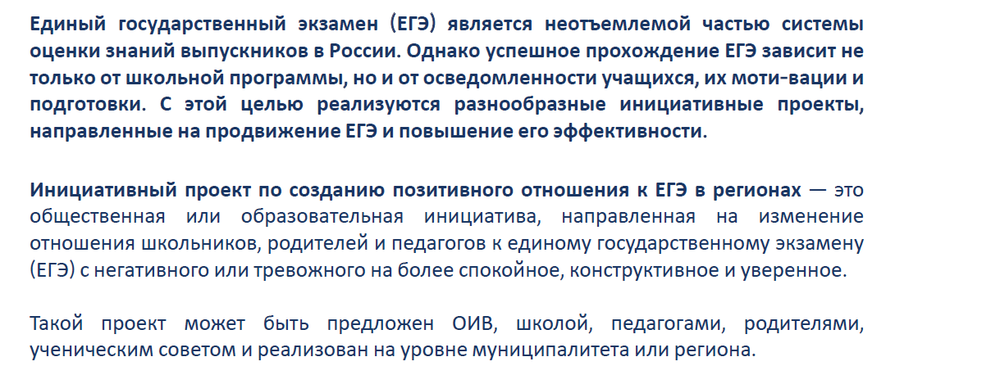 Единый государственный экзамен (ЕГЭ) является неотъемлемой частью системы
оценки знаний выпускников в России. Однако успешное прохождение ЕГЭ зависит не
только от школьной программы, но и от осведомленности учащихся, их моти-вации и
подготовки. С этой целью реализуются разнообразные инициативные проекты,
направленные на продвижение ЕГЭ и повышение его эффективности.
Инициативный проект по созданию позитивного отношения к ЕГЭ в регионах — это
общественная или образовательная инициатива, направленная на изменение
отношения школьников, родителей и педагогов к единому государственному экзамену
(ЕГЭ) с негативного или тревожного на более спокойное, конструктивное и уверенное.
Такой проект может быть предложен ОИВ, школой, педагогами, родителями,
ученическим советом и реализован на уровне муниципалитета или региона.